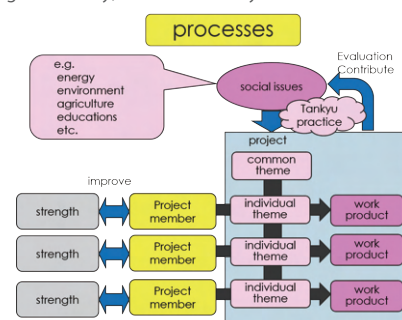 processes
e.g.
energy
environment
agriculture
educations
etc.
social issues
Evaluation
Contribute
Tankyu
practice
project
common
theme
improve
strength
Project
member
individual
theme
work
product
strength
Project
member
individual
theme
work
product
strength
Project
member
individual
theme
work
product